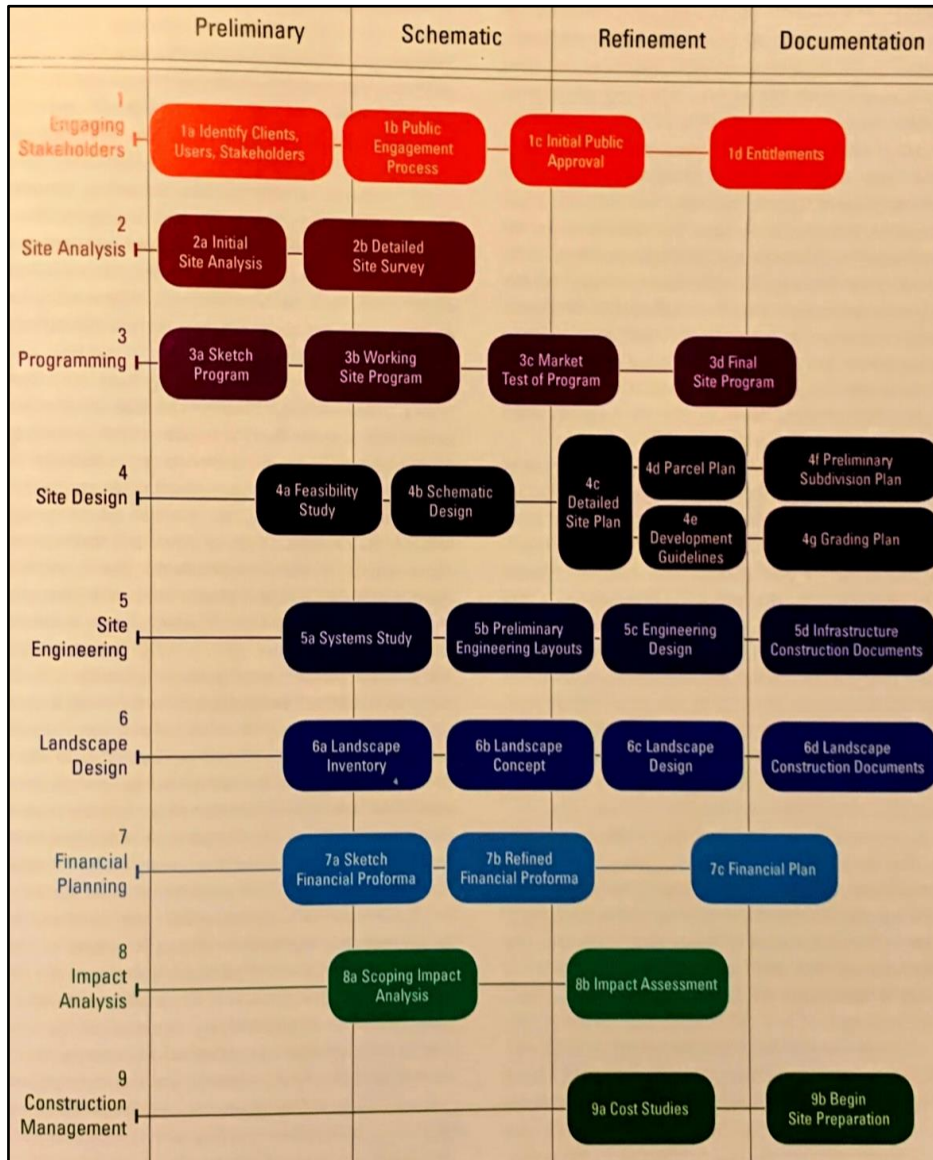 Preliminary
Schematic
Refinement
Documentation
1
Engaging
Stakeholders
1a Identify Clients,
Users, Stakeholders
1b Public
Engagement
Process
1c Initial Public
Approval
1d Entitlements
2
Site Analysis
2a Initial
Site Analysis
2b Detailed
Site Survey
3
Programming
3a Sketch
Program
3b Working
Site Program
3c Market
Test of Program
3d Final
Site Program
4
Site Design
4a Feasibility
Study
4b Schematic
Design
4c
Detailed
Site Plan
4d Parcel Plan
4e
Development
Guidelines
4f Preliminary
Subdivision Plan
4g Grading Plan
5
Site
Engineering
5a Systems Study
5b Preliminary
Engineering Layouts
5c Engineering
Design
5d Infrastructure
Construction Documents
6
Landscape
Design
6a Landscape
Inventory
6b Landscape
Concept
6c Landscape
Design
6d Landscape
Construction Documents
7
Financial
Planning
7a Sketch
Financial Proforma
7b Refined
Financial Proforma
7c Financial Plan
8
Impact
Analysis
8a Scoping Impact
Analysis
8b Impact Assessment
9
Construction
Management
9a Cost Studies
9b Begin
Site Preparation